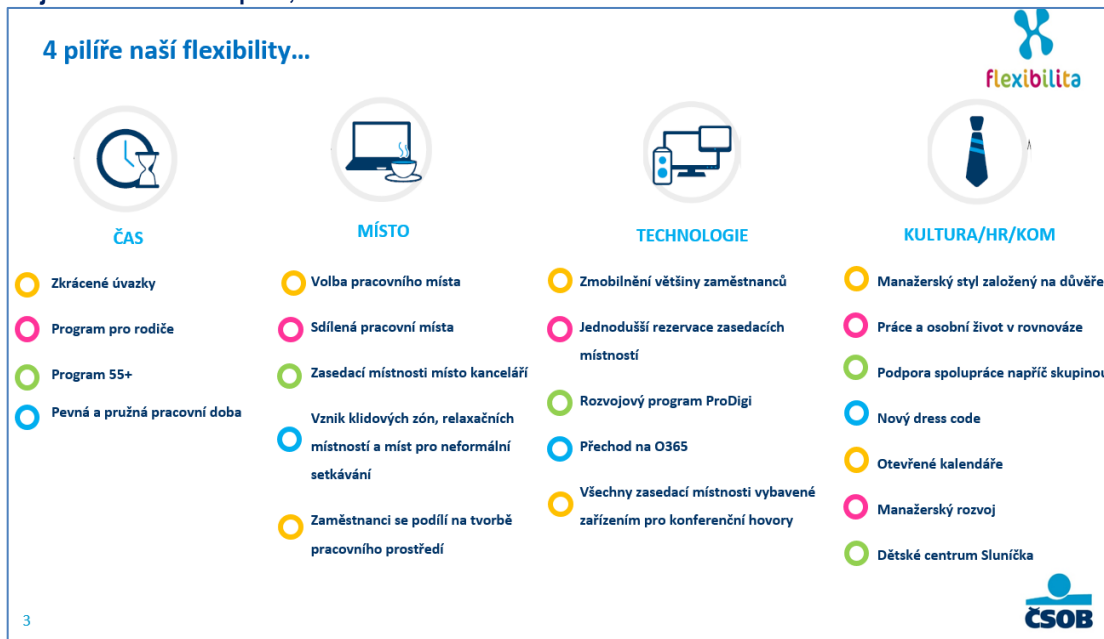 4 pilíře naší flexibility...
flexibilita
ČAS
Zkrácené úvazky
Program pro rodiče
Program 55+
Pevná a pružná pracovní doba
MÍSTO
Volba pracovního místa
Sdílená pracovní místa
Zasedací místnosti místo kanceláří
Vznik klidových zón, relaxačních
místností a míst pro neformální
setkávání
Zaměstnanci se podílí na tvorbě
pracovního prostředí
TECHNOLOGIE
Zmobilnění většiny zaměstnanců
Jednodušší rezervace zasedacích
místností
Rozvojový program ProDigi
Přechod na O365
Všechny zasedací místnosti vybavené
zařízením pro konferenční hovory
KULTURA/HR/KOM
Manažerský styl založený na důvěře
Práce a osobní život v rovnováze
Podpora spolupráce napříč skupinou
Nový dress code
Otevřené kalendáře
Manažerský rozvoj
Dětské centrum Sluníčka
3
ČSOB